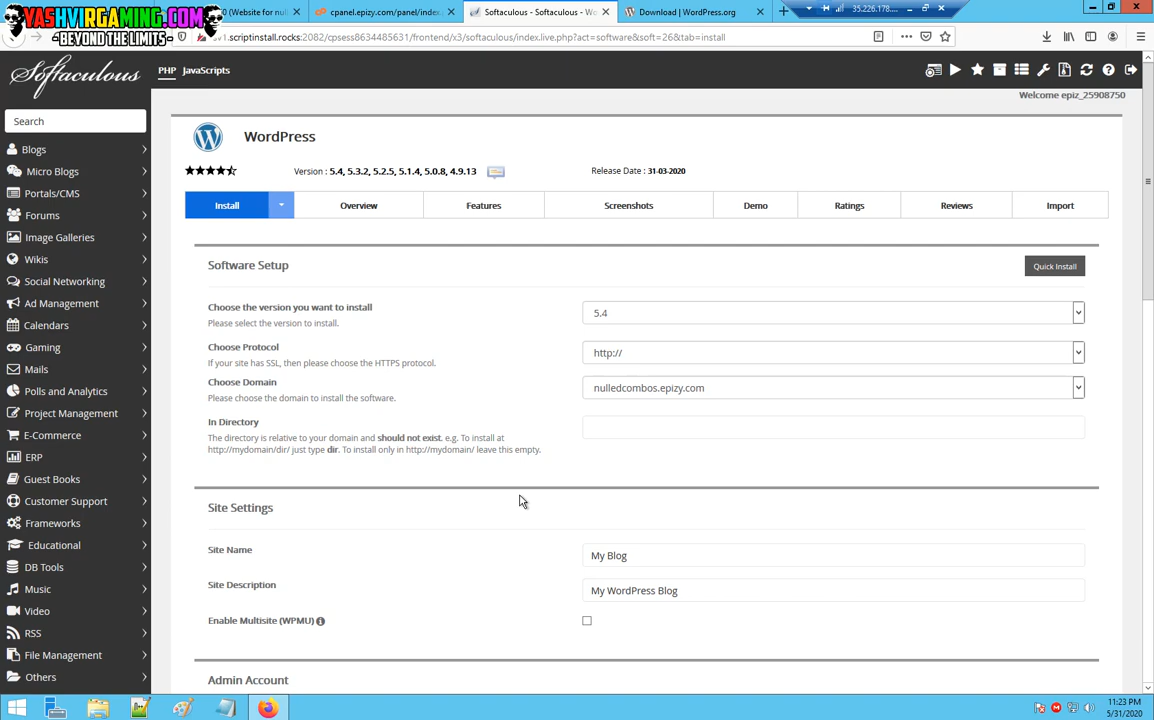 YASHVIRGAMING.COM
-BEYOND THE LIMITS-
0 (Website for nul
cpanel.epizy.com/panel/index.
Softaculous - Softaculous - Wo
Download | WordPress.org
35.226.178....
v1.scriptinstall.rocks:2082/cpsess8634485631/frontend/x3/softaculous/index.live.php?act=software&soft=26&tab=install
Softaculous
PHP
JavaScripts
Welcome epiz_25908750
Search
Blogs
Micro Blogs
Portals/CMS
Forums
Image Galleries
Wikis
Social Networking
Ad Management
Calendars
Gaming
Mails
Polls and Analytics
Project Management
E-Commerce
ERP
Guest Books
Customer Support
Frameworks
Educational
DB Tools
Music
Video
RSS
File Management
Others
WordPress
Version : 5.4, 5.3.2, 5.2.5, 5.1.4, 5.0.8, 4.9.13
Release Date : 31-03-2020
Install
Overview
Features
Screenshots
Demo
Ratings
Reviews
Import
Software Setup
Quick Install
Choose the version you want to install
Please select the version to install.
5.4
Choose Protocol
If your site has SSL, then please choose the HTTPS protocol.
http://
Choose Domain
Please choose the domain to install the software.
nulledcombos.epizy.com
In Directory
The directory is relative to your domain and should not exist. e.g. To install at
http://mydomain/dir/ just type dir. To install only in http://mydomain/ leave this empty.
Site Settings
Site Name
My Blog
Site Description
My WordPress Blog
Enable Multisite (WPMU)
Admin Account
11:23 PM
5/31/2020